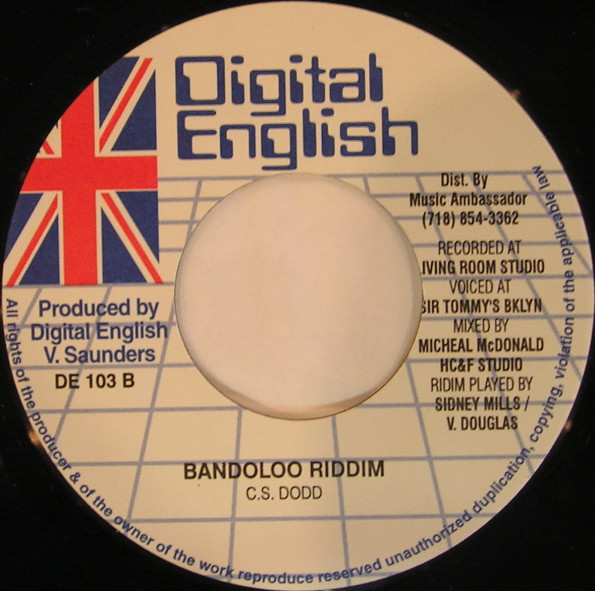 Digital
English
Dist. By
Music Ambassador
(718) 854-3362
RECORDED AT
IVING ROOM STUDIO
VOICED AT
SIR TOMMY'S BKLYN
MIXED BY
MICHEAL McDONALD
HC&F STUDIO
RIDIM PLAYED BY
SIDNEY MILLS /
V. DOUGLAS
Produced by
Digital English
V. Saunders
DE 103 B
BANDOLOO RIDDIM
C.S. DODD
All rights of the producer & of the owner of the work reproduce reserved unauthorized duplication, copying, violation of the applicable law